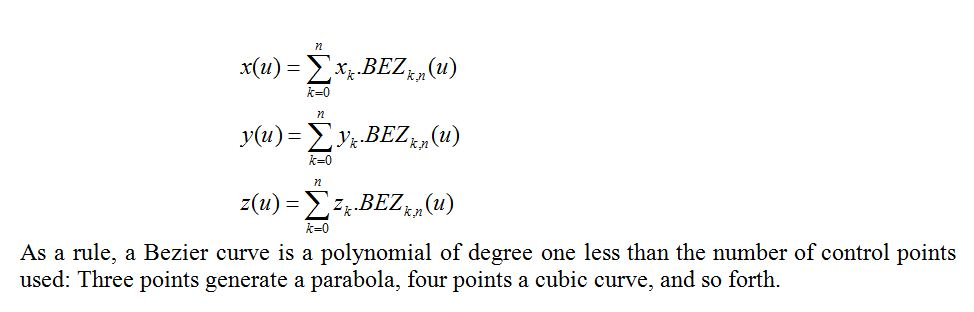 x(u) = \sum_{k=0}^{n} x_k.BEZ_{k,n}(u)
y(u) = \sum_{k=0}^{n} y_k.BEZ_{k,n}(u)
z(u) = \sum_{k=0}^{n} z_k.BEZ_{k,n}(u)
As a rule, a Bezier curve is a polynomial of degree one less than the number of control points
used: Three points generate a parabola, four points a cubic curve, and so forth.